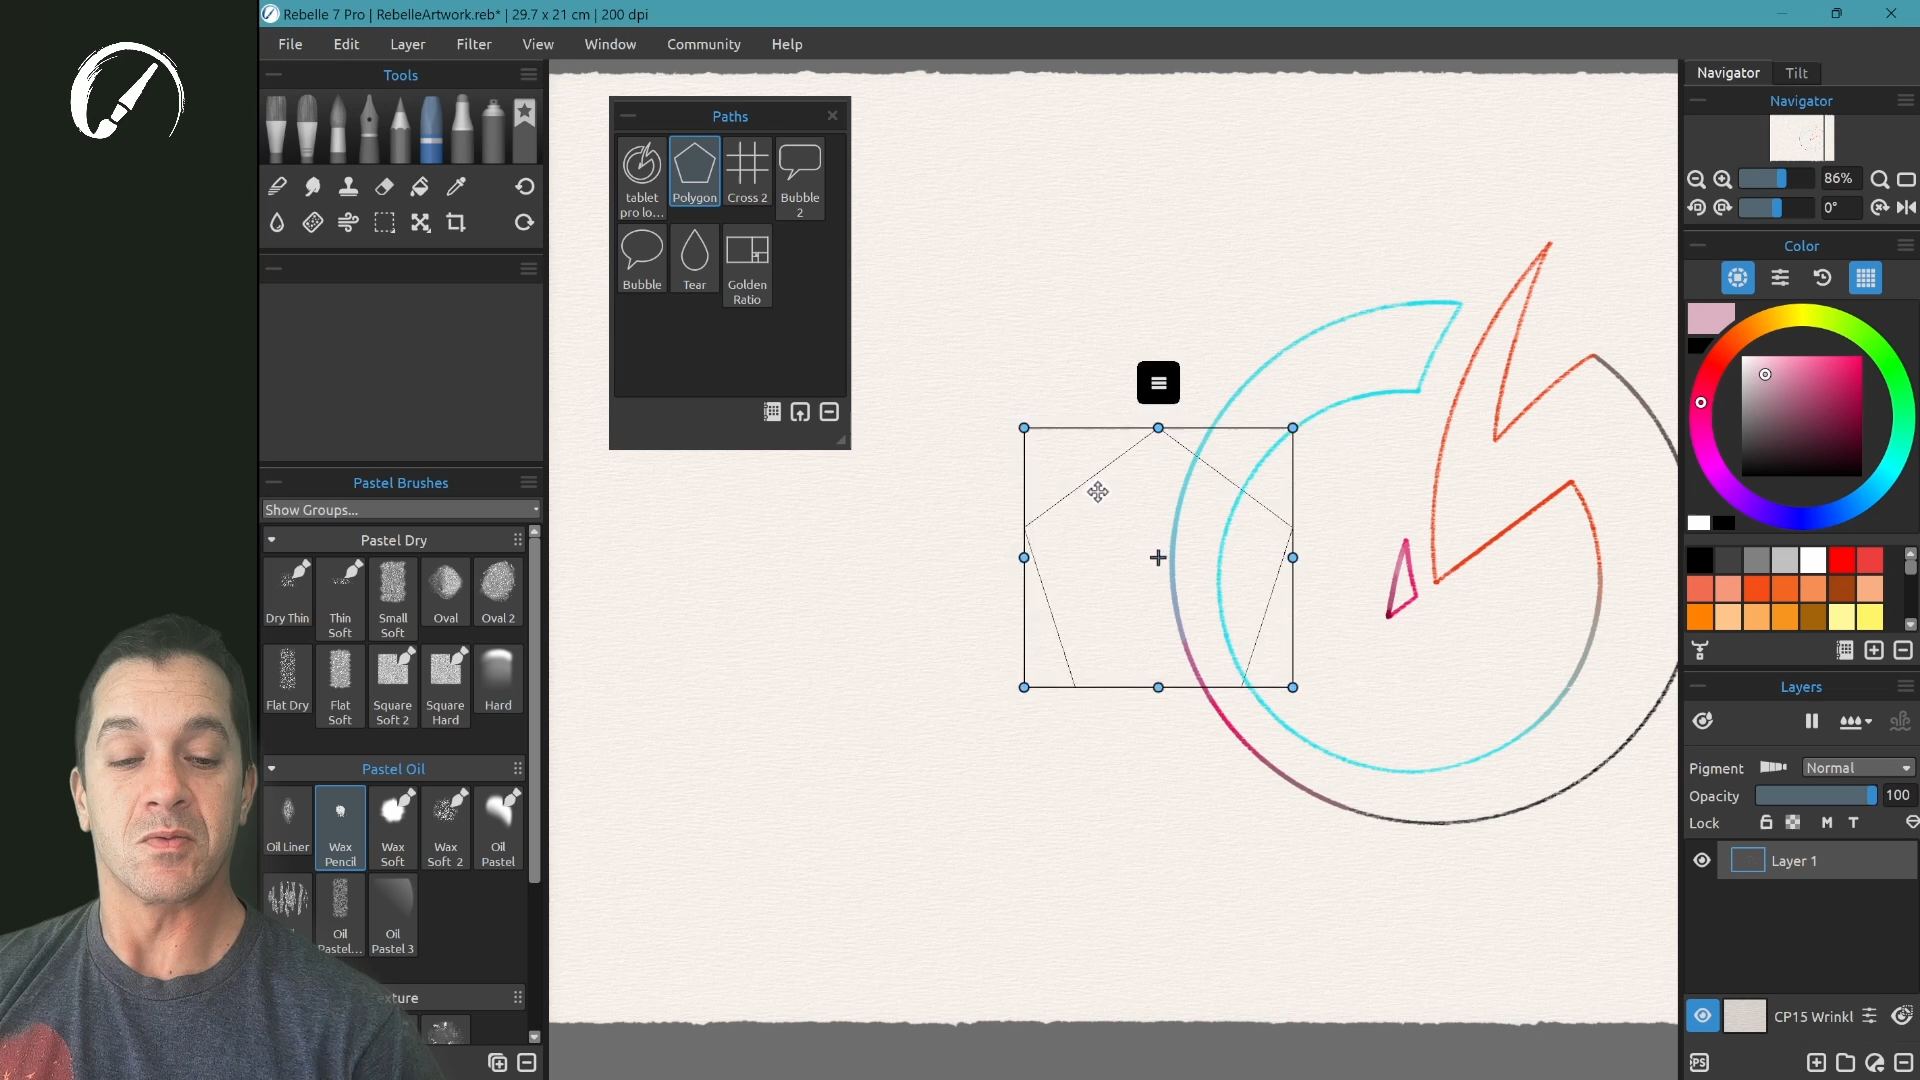 Rebelle 7 Pro | RebelleArtwork.reb* | 29.7 x 21 cm | 200 dpi
File Edit Layer Filter View Window Community Help
Tools
Pastel Brushes
Show Groups...
Pastel Dry
Dry Thin
Thin Soft
Small Soft
Oval
Oval 2
Flat Dry
Flat Soft
Square Soft 2
Square Hard
Hard
Pastel Oil
Oil Liner
Wax Pencil
Wax Soft
Wax Soft 2
Oil Pastel
Oil Pastel...
Oil Pastel 3
exture
Paths
tablet pro lo...
Polygon
Cross 2
Bubble 2
Bubble
Tear
Golden Ratio
Navigator Tilt
Navigator
86%
0°
Color
Layers
Pigment Normal
Opacity 100
Lock M T
Layer 1
CP15 Wrinkl
PS